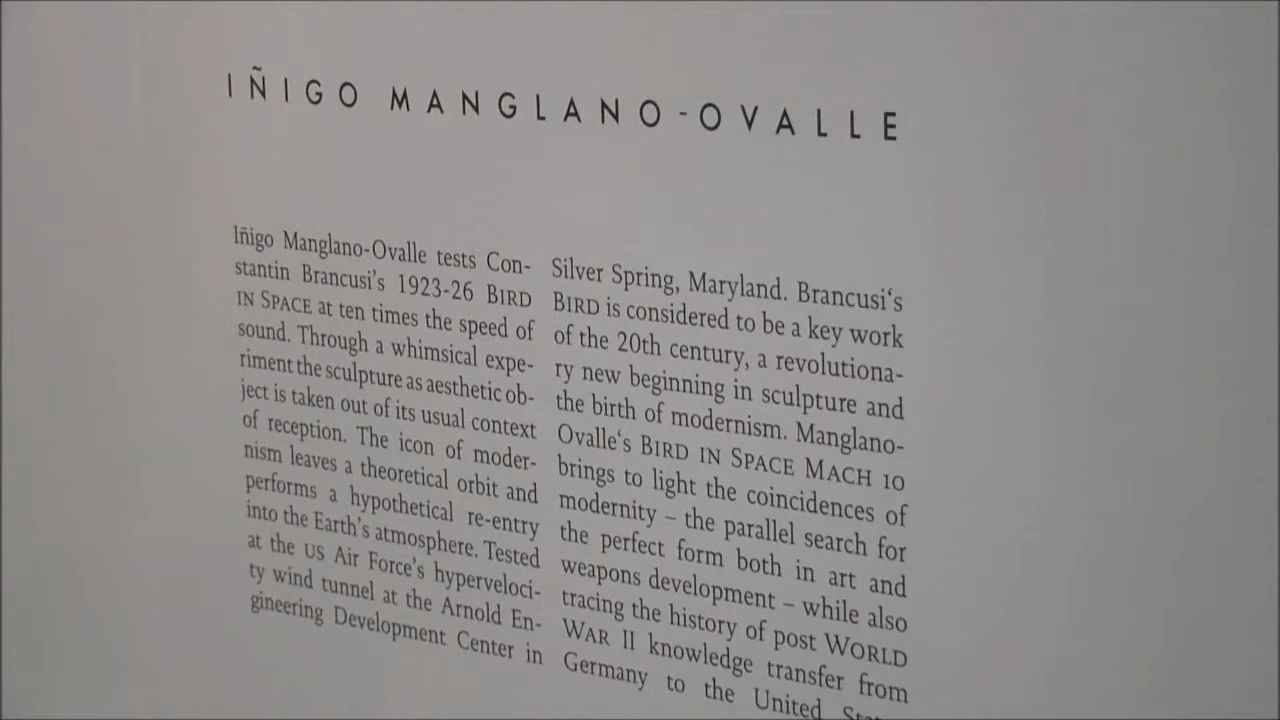 IÑIGO MANGLANO-OVALLE
Iñigo Manglano-Ovalle tests Con-
stantin Brancusi's 1923-26 BIRD
IN SPACE at ten times the speed of
sound. Through a whimsical expe-
riment the sculpture as aesthetic ob-
ject is taken out of its usual context
of reception. The icon of moder-
nism leaves a theoretical orbit and
performs a hypothetical re-entry
into the Earth's atmosphere. Tested
at the US Air Force's hyperveloci-
ty wind tunnel at the Arnold En-
gineering Development Center in
Silver Spring, Maryland. Brancusi‘s
BIRD is considered to be a key work
of the 20th century, a revolutiona-
ry new beginning in sculpture and
the birth of modernism. Manglano-
Ovalle‘s BIRD IN SPACE MACH 10
brings to light the coincidences of
modernity – the parallel search for
the perfect form both in art and
weapons development – while also
tracing the history of post WORLD
WAR II knowledge transfer from
Germany to the United